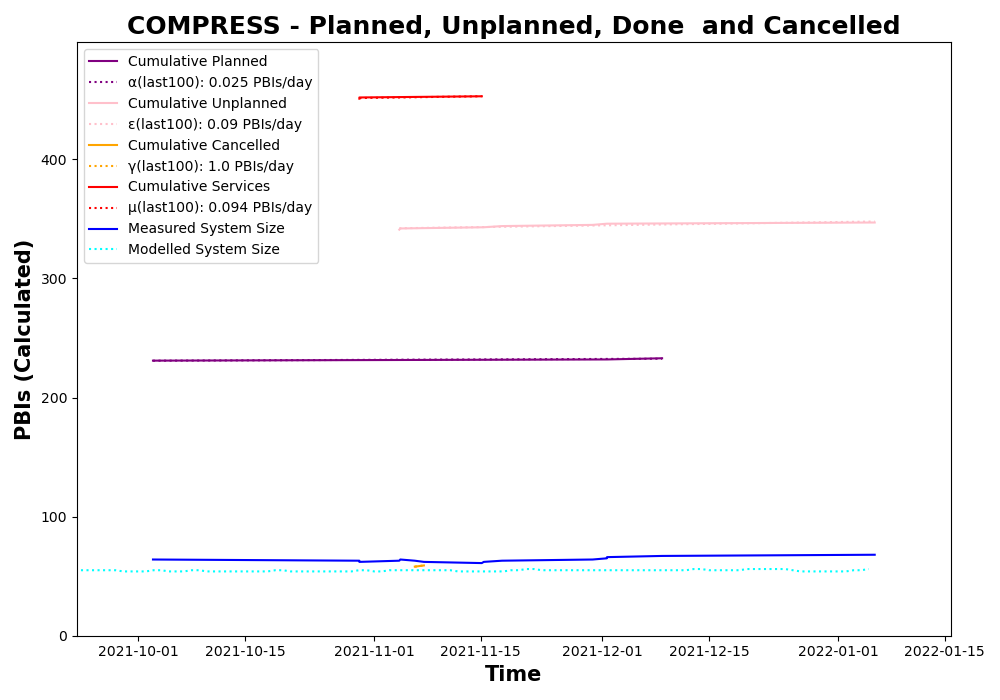 COMPRESS - Planned, Unplanned, Done  and Cancelled
Cumulative Planned
α(last100): 0.025 PBIs/day
Cumulative Unplanned
ε(last100): 0.09 PBIs/day
Cumulative Cancelled
γ(last100): 1.0 PBIs/day
Cumulative Services
μ(last100): 0.094 PBIs/day
Measured System Size
Modelled System Size
PBIs (Calculated)
400
300
200
100
0
2021-10-01 2021-10-15 2021-11-01 2021-11-15 2021-12-01 2021-12-15 2022-01-01 2022-01-15
Time